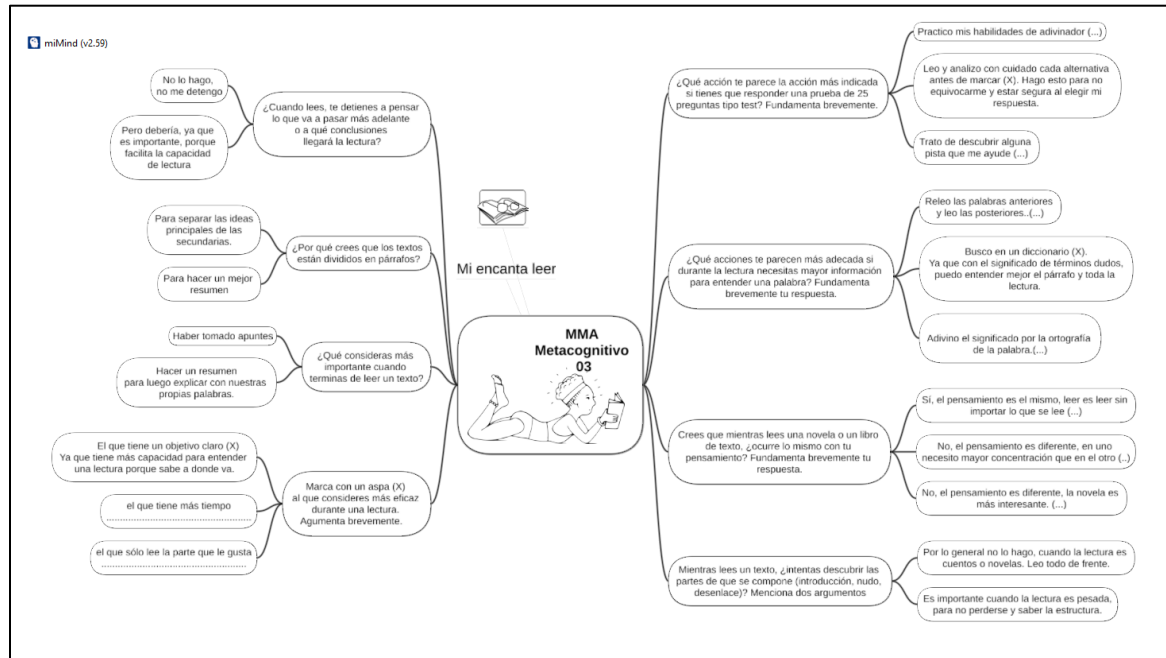 miMind (v2.59)
No lo hago,
no me detengo
Pero debería, ya que
es importante, porque
facilita la capacidad
de lectura
¿Cuando lees, te detienes a pensar
lo que va a pasar más adelante
o a qué conclusiones
llegará la lectura?
Para separar las ideas
principales de las
secundarias.
Para hacer un mejor
resumen
¿Por qué crees que los textos
están divididos en párrafos?
Haber tomado apuntes
Hacer un resumen
para luego explicar con nuestras
propias palabras.
¿Qué consideras más
importante cuando
terminas de leer un texto?
El que tiene un objetivo claro (X)
Ya que tiene más capacidad para entender
una lectura porque sabe a donde va.
el que tiene más tiempo
......................................................
el que sólo lee la parte que le gusta
....................................................
Marca con un aspa (X)
al que consideres más eficaz
durante una lectura.
Agumenta brevemente.
Mi encanta leer
MMA
Metacognitivo
03
¿Qué acción te parece la acción más indicada
si tienes que responder una prueba de 25
preguntas tipo test? Fundamenta brevemente.
Practico mis habilidades de adivinador (...)
Leo y analizo con cuidado cada alternativa
antes de marcar (X). Hago esto para no
equivocarme y estar segura al elegir mi
respuesta.
Trato de descubrir alguna
pista que me ayude (...)
¿Qué acciones te parecen más adecada si
durante la lectura necesitas mayor información
para entender una palabra? Fundamenta
brevemente tu respuesta.
Releo las palabras anteriores
y leo las posteriores..(...)
Busco en un diccionario (X).
Ya que con el significado de términos dudos,
puedo entender mejor el párrafo y toda la
lectura.
Adivino el significado por la ortografía
de la palabra.(...)
Crees que mientras lees una novela o un libro
de texto, ¿ocurre lo mismo con tu
pensamiento? Fundamenta brevemente tu
respuesta.
Sí, el pensamiento es el mismo, leer es leer sin
importar lo que se lee (...)
No, el pensamiento es diferente, en uno
necesito mayor concentración que en el otro (..)
No, el pensamiento es diferente, la novela es
más interesante. (...)
Mientras lees un texto, ¿intentas descubrir las
partes de que se compone (introducción, nudo,
desenlace)? Menciona dos argumentos
Por lo general no lo hago, cuando la lectura es
cuentos o novelas. Leo todo de frente.
Es importante cuando la lectura es pesada,
para no perderse y saber la estructura.